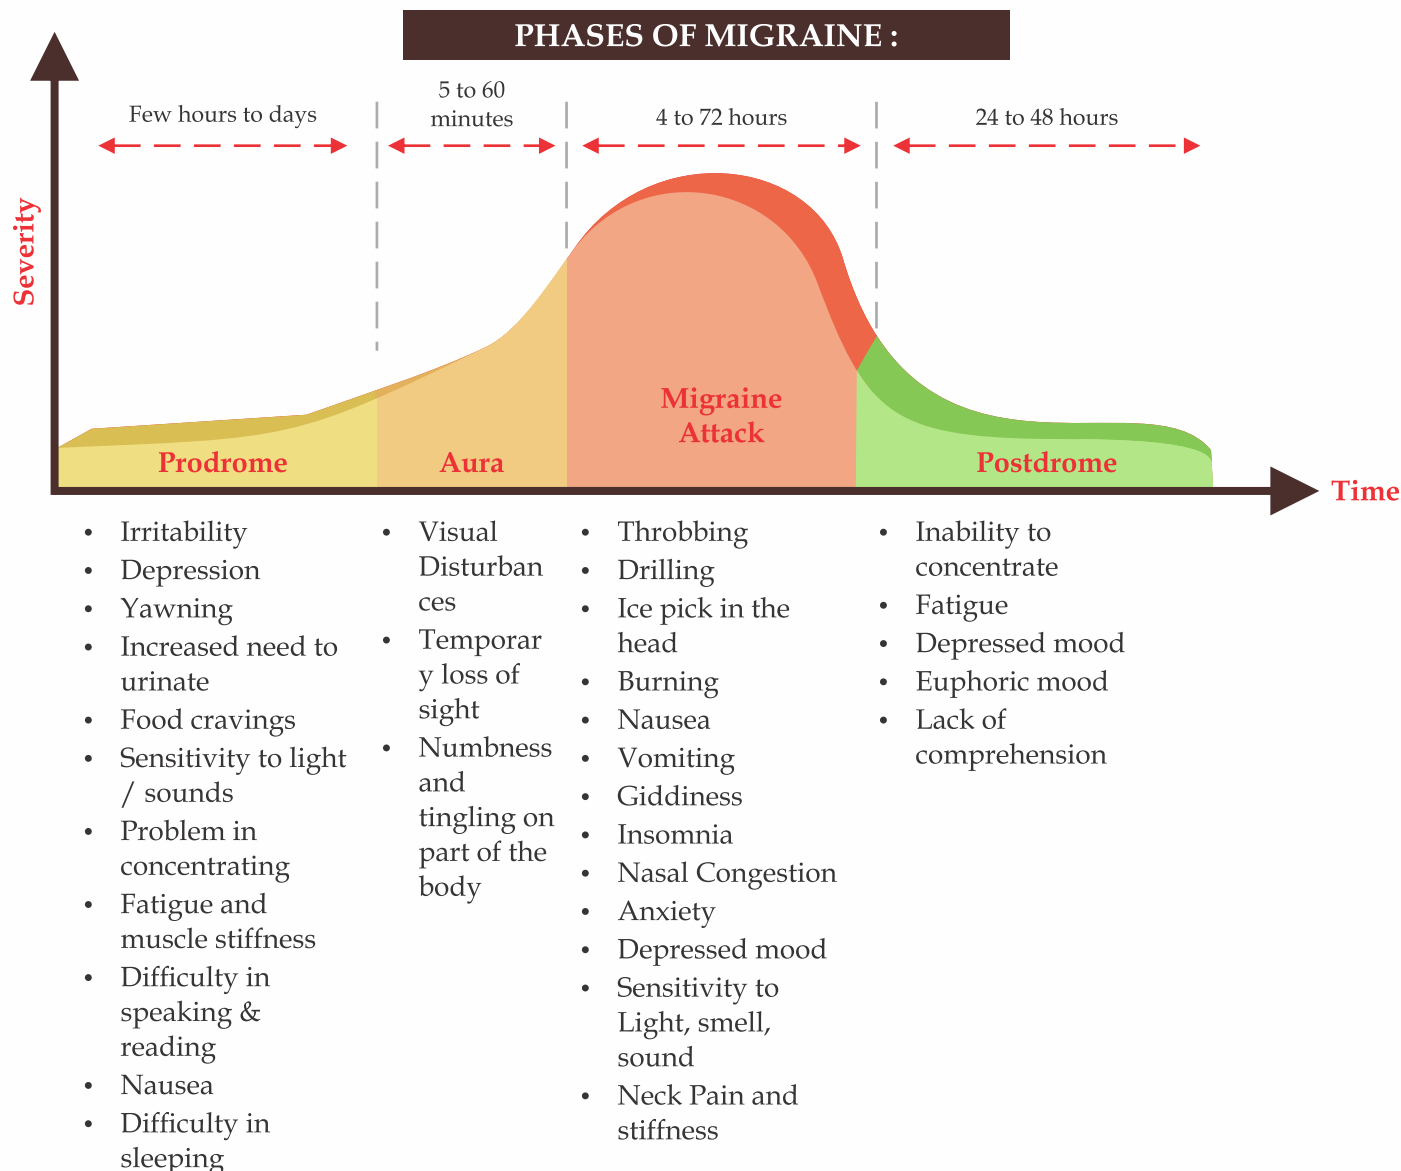 PHASES OF MIGRAINE :
Few hours to days
5 to 60
minutes
4 to 72 hours
24 to 48 hours
Severity
Migraine
Attack
Prodrome
Aura
Postdrome
Time
• Irritability
• Depression
• Yawning
• Increased need to
urinate
• Food cravings
• Sensitivity to light
/ sounds
• Problem in
concentrating
• Fatigue and
muscle stiffness
• Difficulty in
speaking &
reading
• Nausea
• Difficulty in
sleeping
• Visual
Disturban
ces
• Temporar
y loss of
sight
• Numbness
and
tingling on
part of the
body
• Throbbing
• Drilling
• Ice pick in the
head
• Burning
• Nausea
• Vomiting
• Giddiness
• Insomnia
• Nasal Congestion
• Anxiety
• Depressed mood
• Sensitivity to
Light, smell,
sound
• Neck Pain and
stiffness
• Inability to
concentrate
• Fatigue
• Depressed mood
• Euphoric mood
• Lack of
comprehension